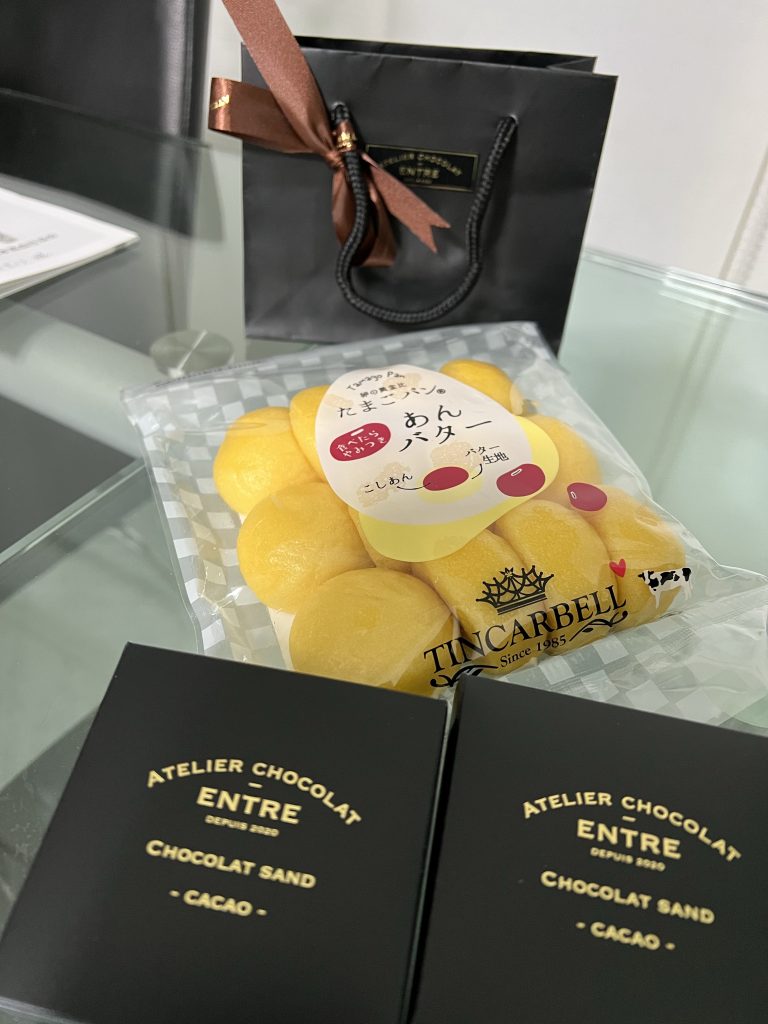 ATELIER CHOCOLAT
ENTRE
Tamago Pan
卵の黄金比
たまごパン®
あん
バター
食べたら
やみつき
こしあん
バター
生地
TINCARBELL
Since 1985
ATELIER CHOCOLAT
ENTRE
DEPUIS 2020
CHOCOLAT SAND
- CACAO -
ATELIER CHOCOLAT
ENTRE
DEPUIS 2020
CHOCOLAT SAND
- CACAO -